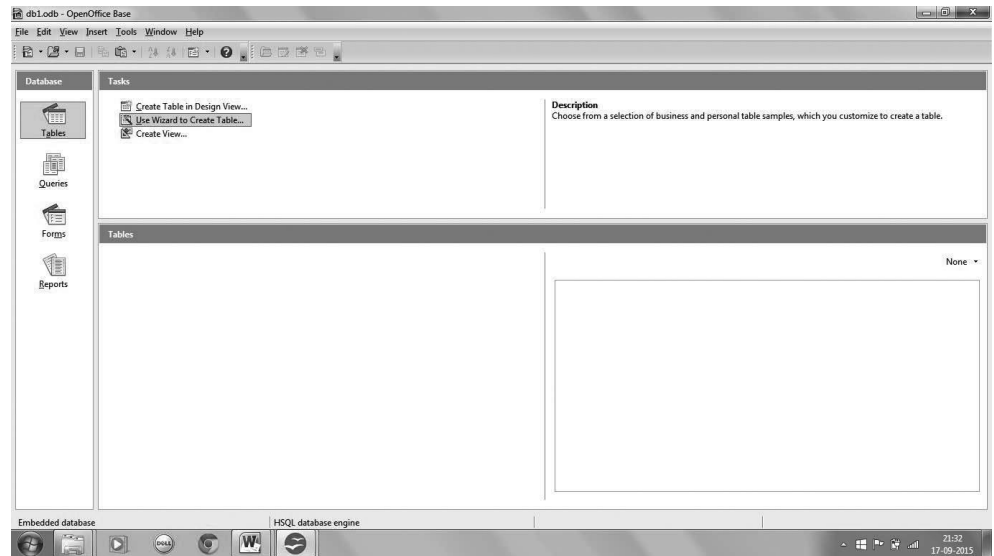 db1.odb - OpenOffice Base
File Edit View Insert Tools Window Help
Database
Tables
Queries
Forms
Reports
Tasks
Create Table in Design View...
Use Wizard to Create Table...
Create View...
Description
Choose from a selection of business and personal table samples, which you customize to create a table.
Tables
None
Embedded database
HSQL database engine
DELL
W
21:32
17-09-2015